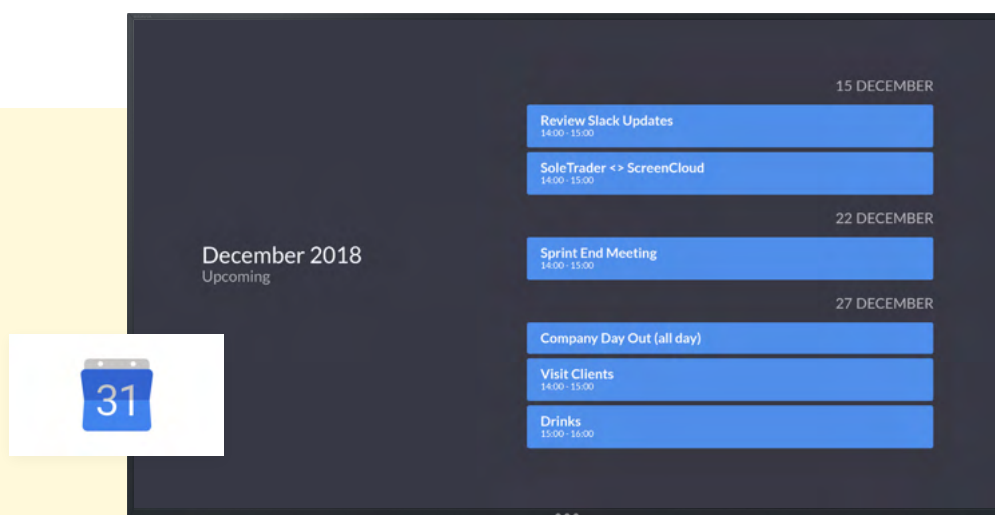 December 2018
Upcoming
15 DECEMBER
Review Slack Updates
14:00 - 15:00
SoleTrader <> ScreenCloud
14:00 - 15:00
22 DECEMBER
Sprint End Meeting
14:00 - 15:00
27 DECEMBER
Company Day Out (all day)
Visit Clients
14:00 - 15:00
Drinks
15:00 - 16:00
31